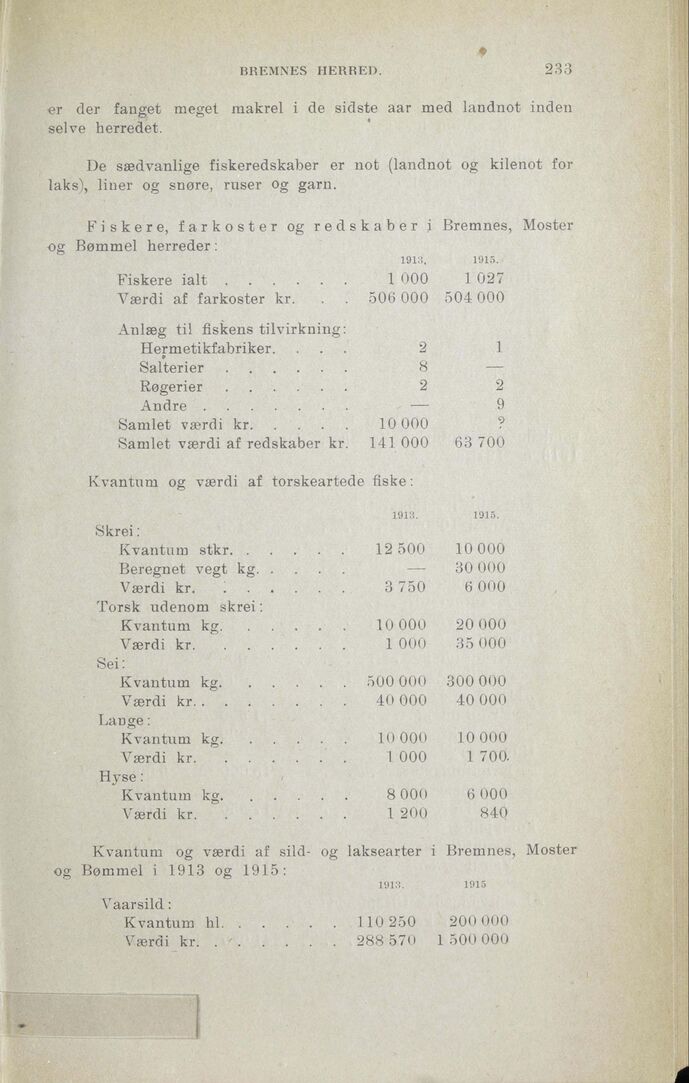 BREMNES HERRED. 233
er der fanget meget makrel i de sidste aar med landnot inden
selve herredet.
De sædvanlige fiskeredskaber er not (landnot og kilenot for
laks), liner og snøre, ruser og garn.
Fiskere, farkoster og redskaber i Bremnes, Moster
og Bømmel herreder:
1913. 1915.
Fiskere ialt . . . . . . 1 000 1 027
Værdi af farkoster kr. . . 506 000 504 000
Anlæg til fiskens tilvirkning:
Hermetikfabriker. . . . 2 1
Salterier . . . . . . 8 —
Røgerier . . . . . . 2 2
Andre . . . . . . . — 9
Samlet værdi kr. . . . . 10 000 ?
Samlet værdi af redskaber kr. 141 000 63 700
Kvantum og værdi af torskeartede fiske:
1913. 1915.
Skrei:
Kvantum stkr. . . . . . 12 500 10 000
Beregnet vegt kg. . . . . — 30 000
Værdi kr. . . . . . . 3 750 6 000
Torsk udenom skrei:
Kvantum kg. . . . . . 10 000 20 000
Værdi kr. . . . . . . 1 000 35 000
Sei:
Kvantum kg. . . . . . 500 000 300 000
Værdi kr. . . . . . . . 40 000 40 000
Lange:
Kvantum kg. . . . . . 10 000 10 000
Værdi kr. . . . . . . 1 000 1 700.
Hyse:
Kvantum kg. . . . . . 8 000 6 000
Værdi kr. . . . . . . 1 200 840
Kvantum og værdi af sild- og laksearter i Bremnes, Moster
og Bømmel i 1913 og 1915:
1913. 1915
Vaarsild:
Kvantum hl. . . . . . 110 250 200 000
Værdi kr. . . . . . . 288 570 1 500 000